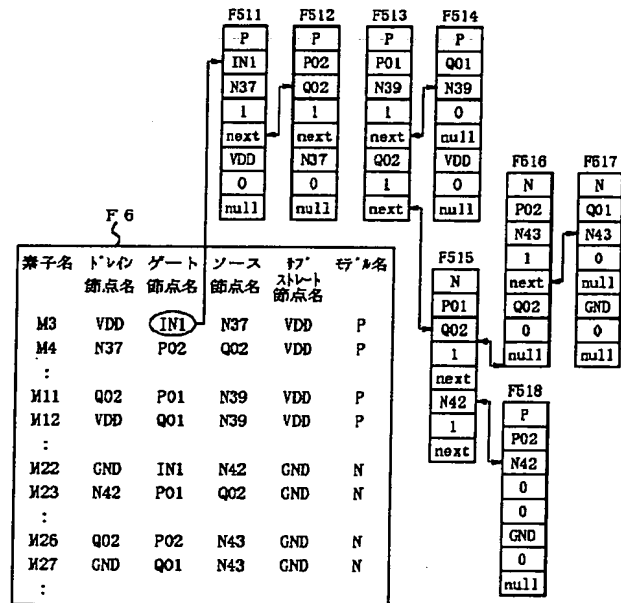 F511 F512 F513 F514
P P P P
IN1 P02 P01 Q01
N37 Q02 N39 N39
1 1 1 0
next next next null
VDD N37 Q02 VDD
0 0 1 0
null null next null
F516 F517
N N
P02 Q01
N43 N43
1 0
next null
Q02 GND
0 0
null null
F515
N
P01
Q02
1
next
N42
1
next
F518
P
P02
N42
0
0
GND
0
null
F6
素子名 ドレイン節点名 ゲート節点名 ソース節点名 サブストレート節点名 モデル名
M3 VDD IN1 N37 VDD P
M4 N37 P02 Q02 VDD P
:
M11 Q02 P01 N39 VDD P
M12 VDD Q01 N39 VDD P
:
M22 GND IN1 N42 GND N
M23 N42 P01 Q02 GND N
:
M26 Q02 P02 N43 GND N
M27 GND Q01 N43 GND N
: